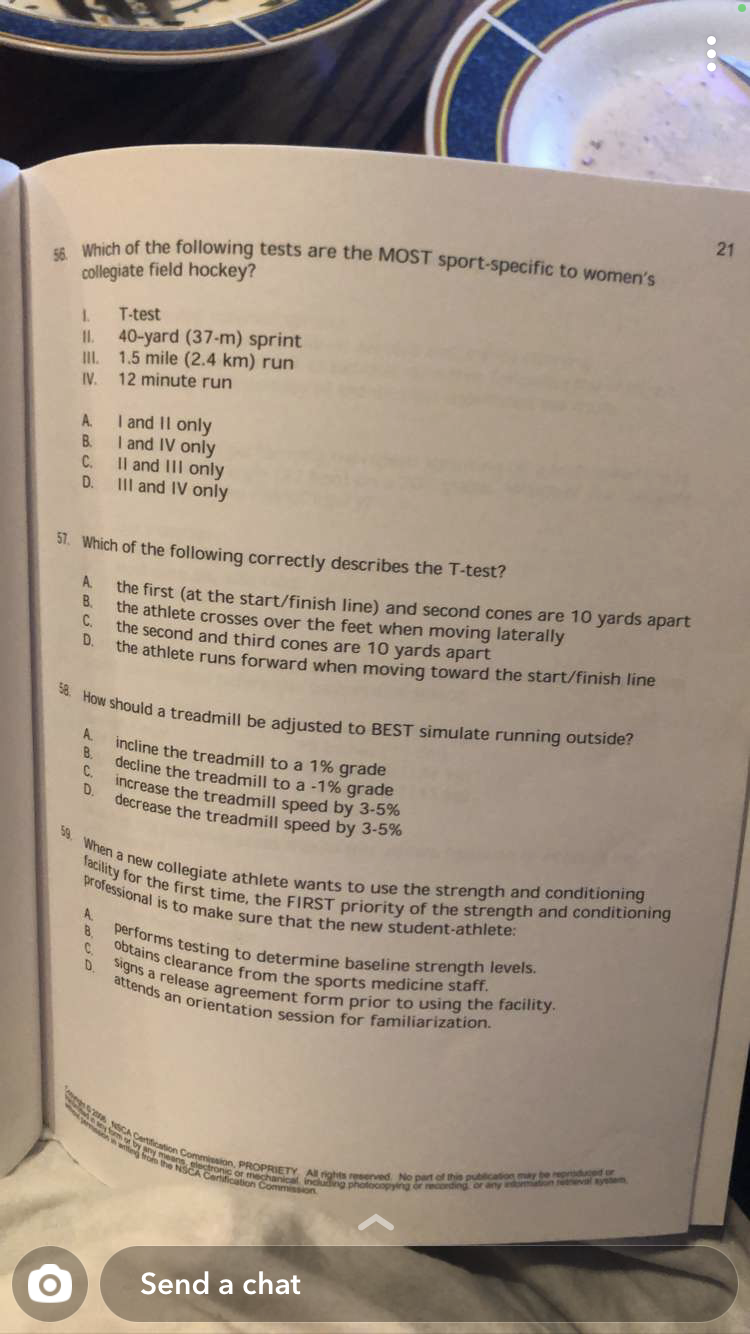 21
56. Which of the following tests are the MOST sport-specific to women's
collegiate field hockey?
I. T-test
II. 40-yard (37-m) sprint
III. 1.5 mile (2.4 km) run
IV. 12 minute run
A. I and II only
B. I and IV only
C. II and III only
D. III and IV only
57. Which of the following correctly describes the T-test?
A. the first (at the start/finish line) and second cones are 10 yards apart
B. the athlete crosses over the feet when moving laterally
C. the second and third cones are 10 yards apart
D. the athlete runs forward when moving toward the start/finish line
58. How should a treadmill be adjusted to BEST simulate running outside?
A. incline the treadmill to a 1% grade
B. decline the treadmill to a -1% grade
C. increase the treadmill speed by 3-5%
D. decrease the treadmill speed by 3-5%
59. When a new collegiate athlete wants to use the strength and conditioning
facility for the first time, the FIRST priority of the strength and conditioning
professional is to make sure that the new student-athlete:
A. performs testing to determine baseline strength levels.
B. obtains clearance from the sports medicine staff.
C. signs a release agreement form prior to using the facility.
D. attends an orientation session for familiarization.
Copyright © 2006 NSCA Certification Commission, PROPRIETY. All rights reserved. No part of this publication may be reproduced or
transmitted in any form or by any means, electronic or mechanical, including photocopying or recording, or any information retrieval system,
without permission in writing from the NSCA Certification Commission.
Send a chat